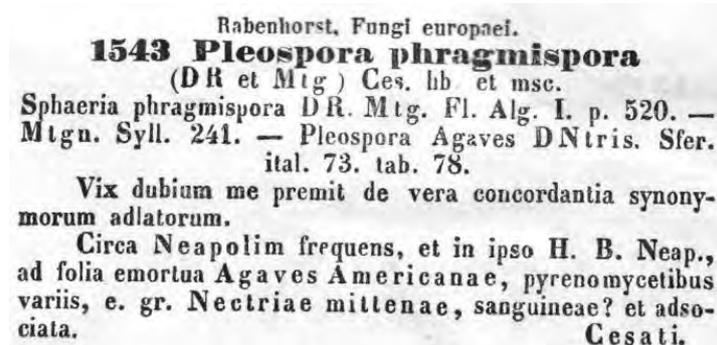 Rabenhorst, Fungi europaei.
1543 Pleospora phragmispora
(DR et Mtg) Ces. hb et msc.
Sphaeria phragmispora DR. Mtg. Fl. Alg. I. p. 520. —
Mtgn. Syll. 241. — Pleospora Agaves DNtris. Sfer.
ital. 73. tab. 78.
Vix dubium me premit de vera concordantia synony-
morum adlatorum.
Circa Neapolim frequens, et in ipso H. B. Neap.,
ad folia emortua Agaves Americanae, pyrenomycetibus
variis, e. gr. Nectriae mittenae, sanguineae? et adso-
ciata. Cesati.